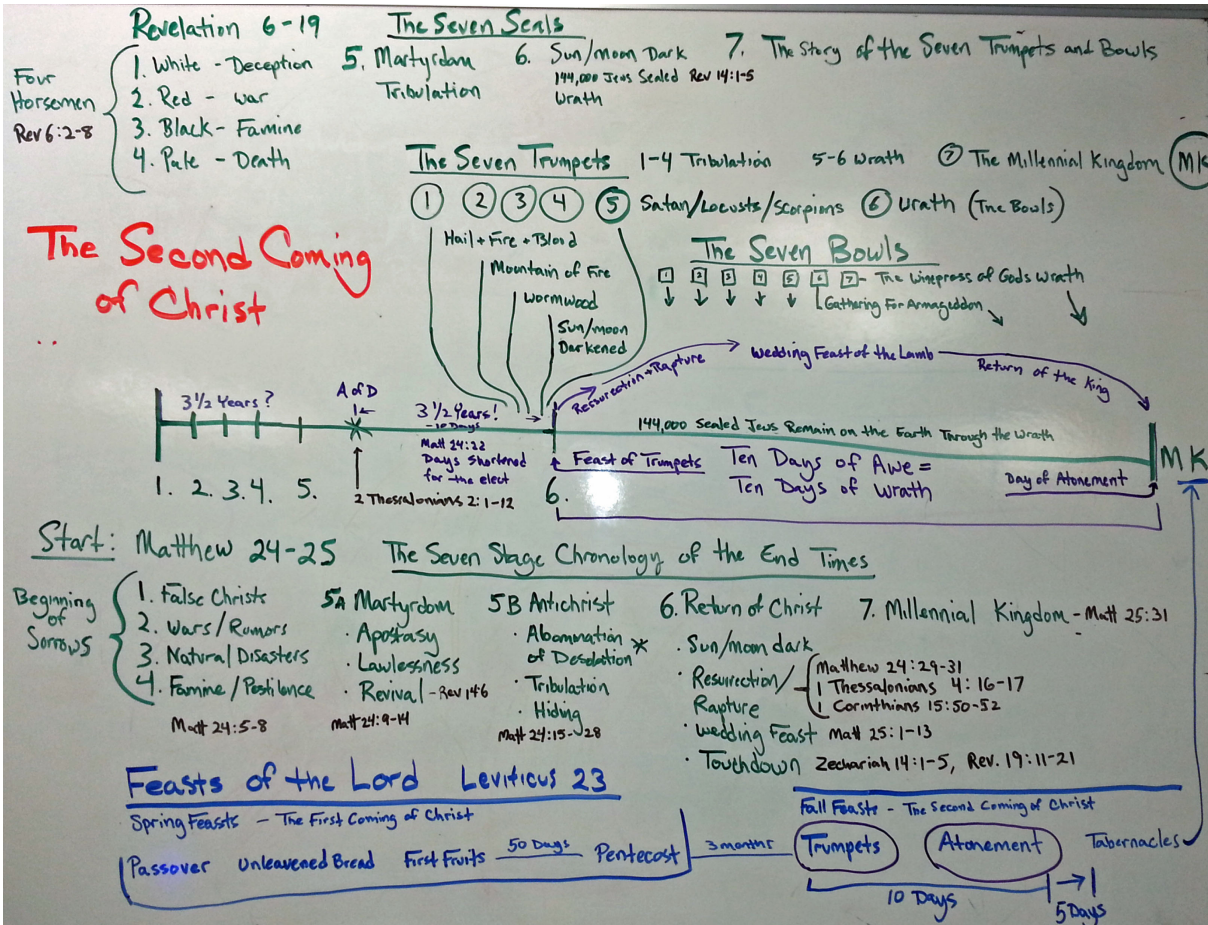 Revelation 6-19
Four
Horsemen
Rev 6:2-8
1. White - Deception
2. Red - war
3. Black - Famine
4. Pale - Death
The Seven Seals
5. Martyrdom
Tribulation
6. Sun/moon Dark
144,000 Jews Sealed Rev 14:1-5
Wrath
7. The Story of the Seven Trumpets and Bowls
The Seven Trumpets 1-4 Tribulation 5-6 Wrath ⑦ The Millennial Kingdom MK
① ② ③ ④ ⑤ Satan/Locusts/Scorpions ⑥ Wrath (The Bowls)
Hail + Fire + Blood
Mountain of Fire
Wormwood
Sun/moon
Darkened
The Second Coming
of Christ
The Seven Bowls
1 2 3 4 5 6 7 - The Winepress of Gods Wrath
Gathering For Armageddon
Resurrection + Rapture
Wedding Feast of the Lamb
Return of the King
3 1/2 Years?
A of D
3 1/2 Years!
- 10 Days
Matt 24:22
Days Shortened
for the elect
144,000 Sealed Jews Remain on the Earth Through the Wrath
Feast of Trumpets
Ten Days of Awe =
Ten Days of Wrath
Day of Atonement
MK
1. 2. 3. 4. 5.
2 Thessalonians 2:1-12
6.
Start: Matthew 24-25
The Seven Stage Chronology of the End Times
Beginning
of
Sorrows
1. False Christs
2. Wars/Rumors
3. Natural Disasters
4. Famine/Pestilence
Matt 24:5-8
5A Martyrdom
· Apostasy
· Lawlessness
· Revival - Rev 14:6
Matt 24:9-14
5B Antichrist
· Abomination *
of Desolation
· Tribulation
· Hiding
Matt 24:15-28
6. Return of Christ
· Sun/moon dark
· Resurrection/
Rapture
Matthew 24:29-31
1 Thessalonians 4:16-17
1 Corinthians 15:50-52
· Wedding Feast Matt 25:1-13
· Touchdown Zechariah 14:1-5, Rev. 19:11-21
7. Millennial Kingdom - Matt 25:31
Feasts of the Lord Leviticus 23
Spring Feasts - The First Coming of Christ
Passover Unleavened Bread First Fruits 50 Days Pentecost
3 months
Fall Feasts - The Second Coming of Christ
Trumpets Atonement Tabernacles
10 Days
5 Days